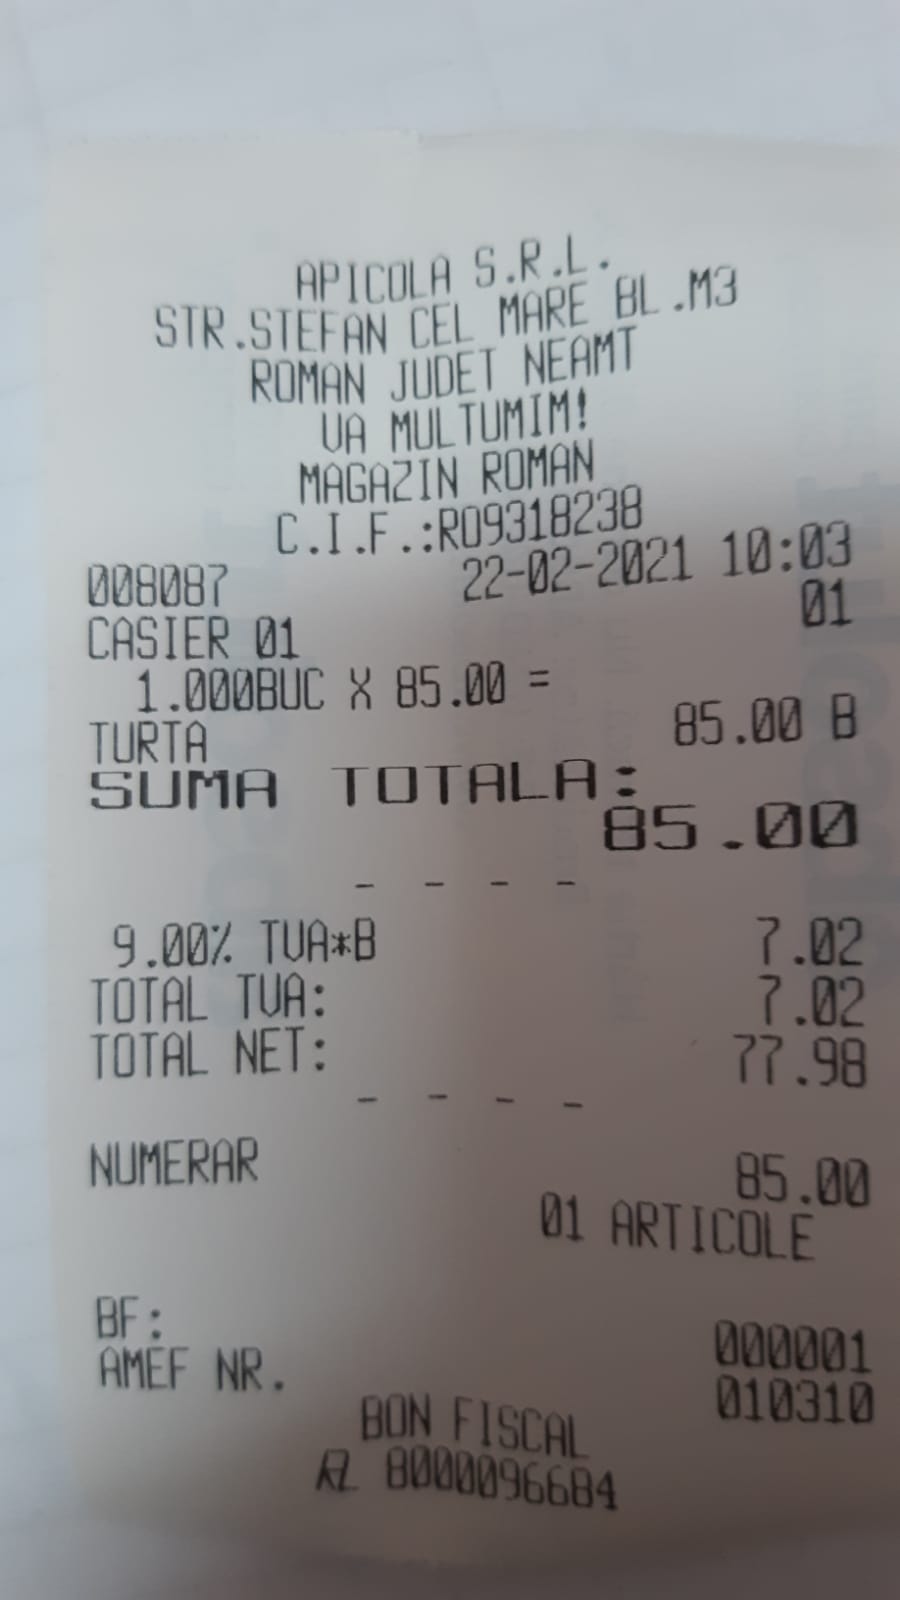 APICOLA S.R.L.
STR.STEFAN CEL MARE BL.M3
ROMAN JUDET NEAMT
VA MULTUMIM!
MAGAZIN ROMAN
C.I.F.:RO9318238
008087 22-02-2021 10:03
CASIER 01 01
1.000BUC X 85.00 =
TURTA 85.00 B
SUMA TOTALA:
85.00
- - - -
9.00% TVA*B 7.02
TOTAL TVA: 7.02
TOTAL NET: 77.98
- - - -
NUMERAR 85.00
01 ARTICOLE
BF: 000001
AMEF NR. 010310
BON FISCAL
8000096684